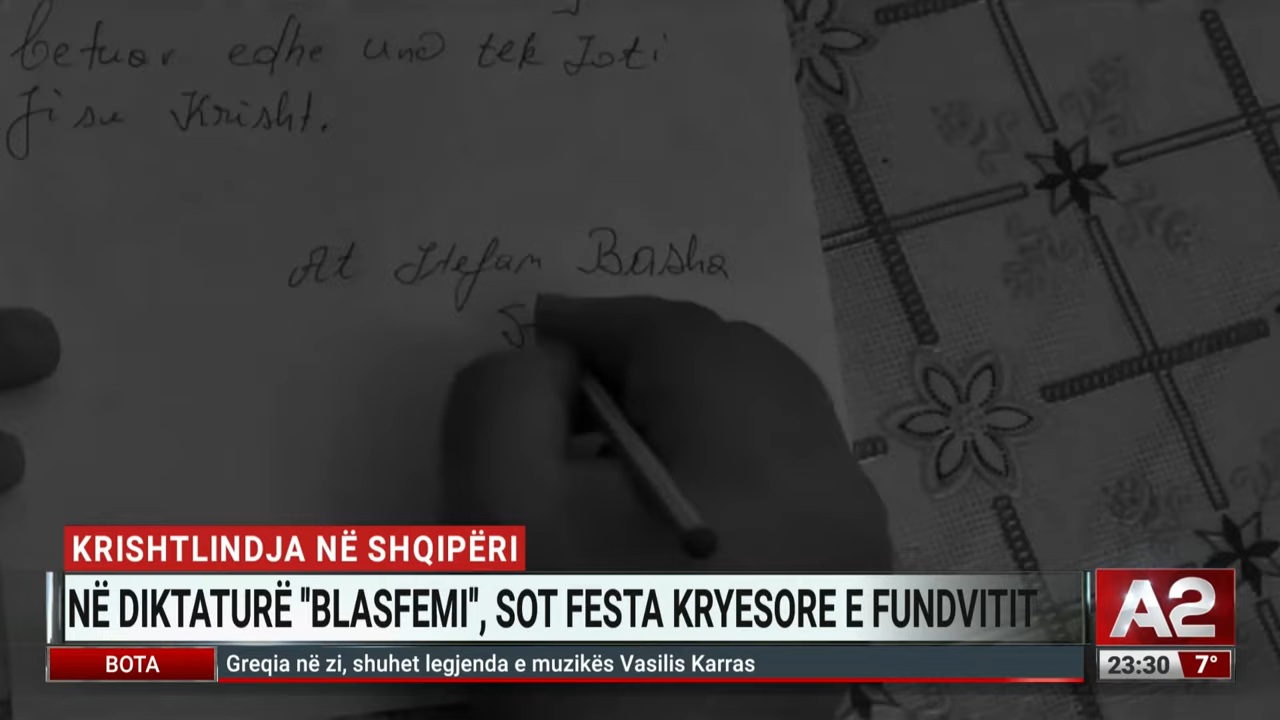 betuar edhe unë tek Zoti
Jisu Krisht.
At Stefan Basha
KRISHTLINDJA NË SHQIPËRI
NË DIKTATURË "BLASFEMI", SOT FESTA KRYESORE E FUNDVITIT
A2
BOTA
Greqia në zi, shuhet legjenda e muzikës Vasilis Karras
23:30
7°